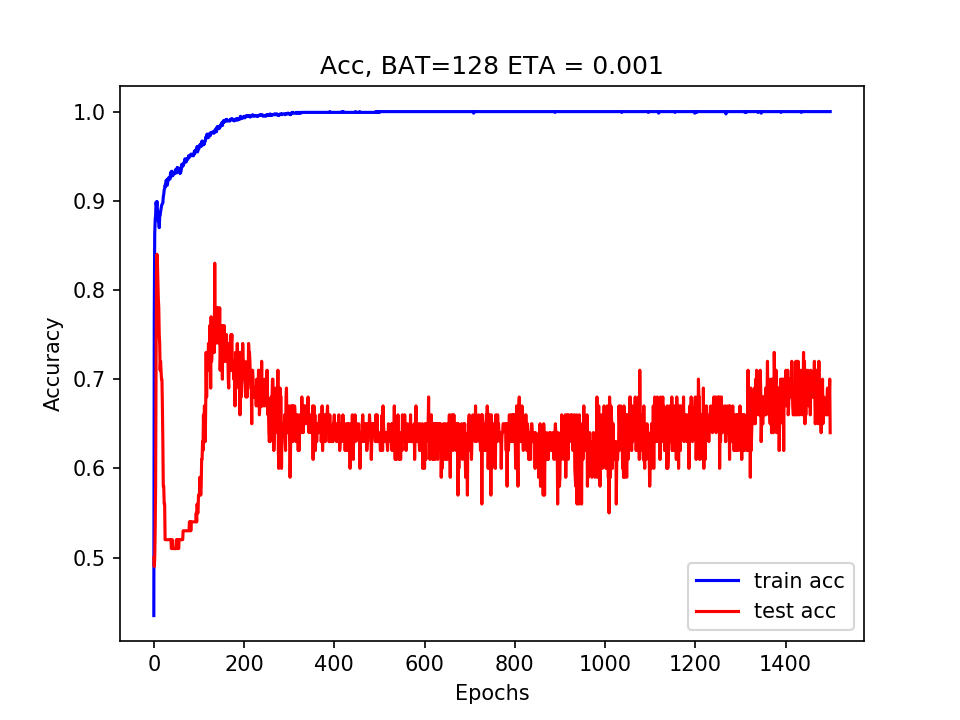 Acc, BAT=128 ETA = 0.001
1.0
0.9
0.8
0.7
0.6
0.5
Accuracy
train acc
test acc
0 200 400 600 800 1000 1200 1400
Epochs